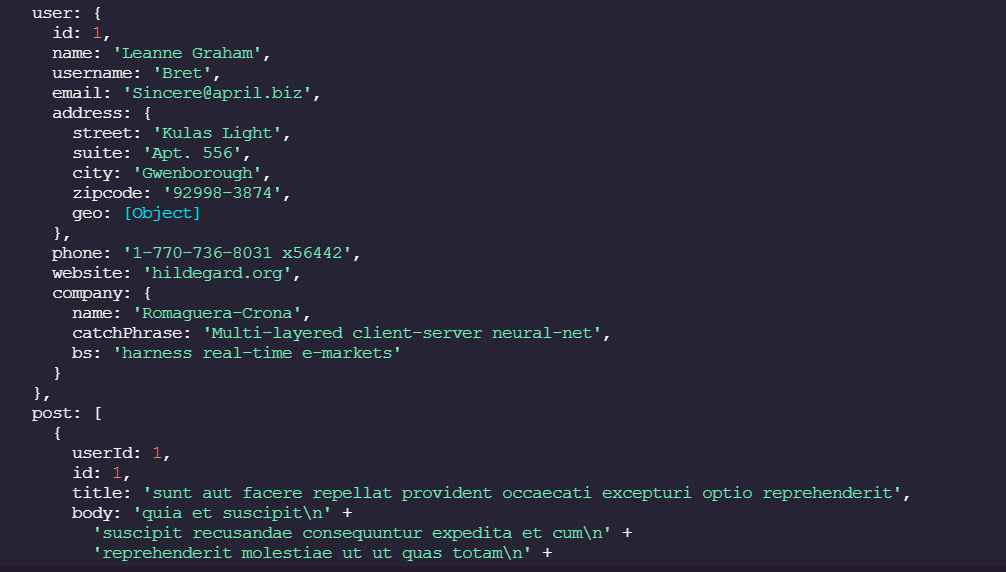 user: {
id: 1,
name: 'Leanne Graham',
username: 'Bret',
email: 'Sincere@april.biz',
address: {
street: 'Kulas Light',
suite: 'Apt. 556',
city: 'Gwenborough',
zipcode: '92998-3874',
geo: [Object]
},
phone: '1-770-736-8031 x56442',
website: 'hildegard.org',
company: {
name: 'Romaguera-Crona',
catchPhrase: 'Multi-layered client-server neural-net',
bs: 'harness real-time e-markets'
}
},
post: [
{
userId: 1,
id: 1,
title: 'sunt aut facere repellat provident occaecati excepturi optio reprehenderit',
body: 'quia et suscipit\n' +
'suscipit recusandae consequuntur expedita et cum\n' +
'reprehenderit molestiae ut ut quas totam\n' +